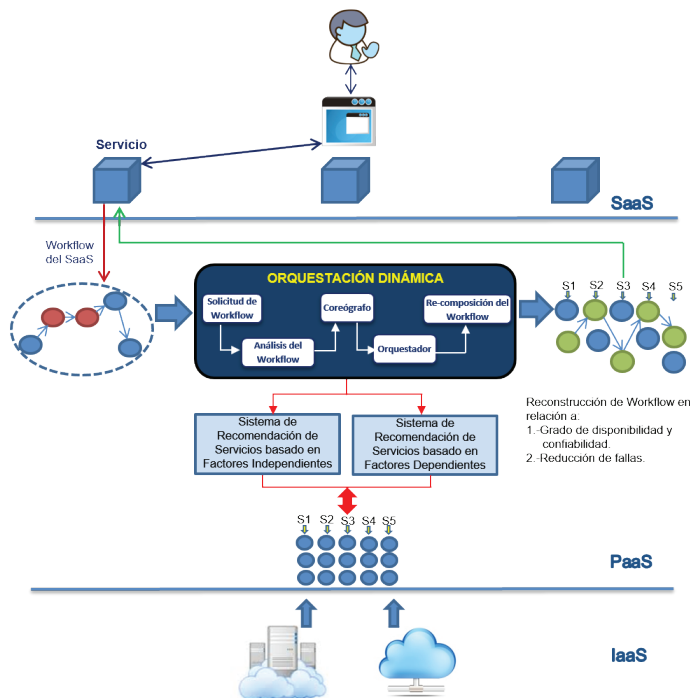 Servicio
SaaS
Workflow
del SaaS
ORQUESTACIÓN DINÁMICA
Solicitud de
Workflow
Análisis del
Workflow
Coreógrafo
Orquestador
Re-composición del
Workflow
S1 S2 S3 S4 S5
Reconstrucción de Workflow en
relación a:
1.-Grado de disponibilidad y
confiabilidad.
2.-Reducción de fallas.
Sistema de
Recomendación de
Servicios basado en
Factores Independientes
Sistema de
Recomendación de
Servicios basado en
Factores Dependientes
S1 S2 S3 S4 S5
PaaS
IaaS